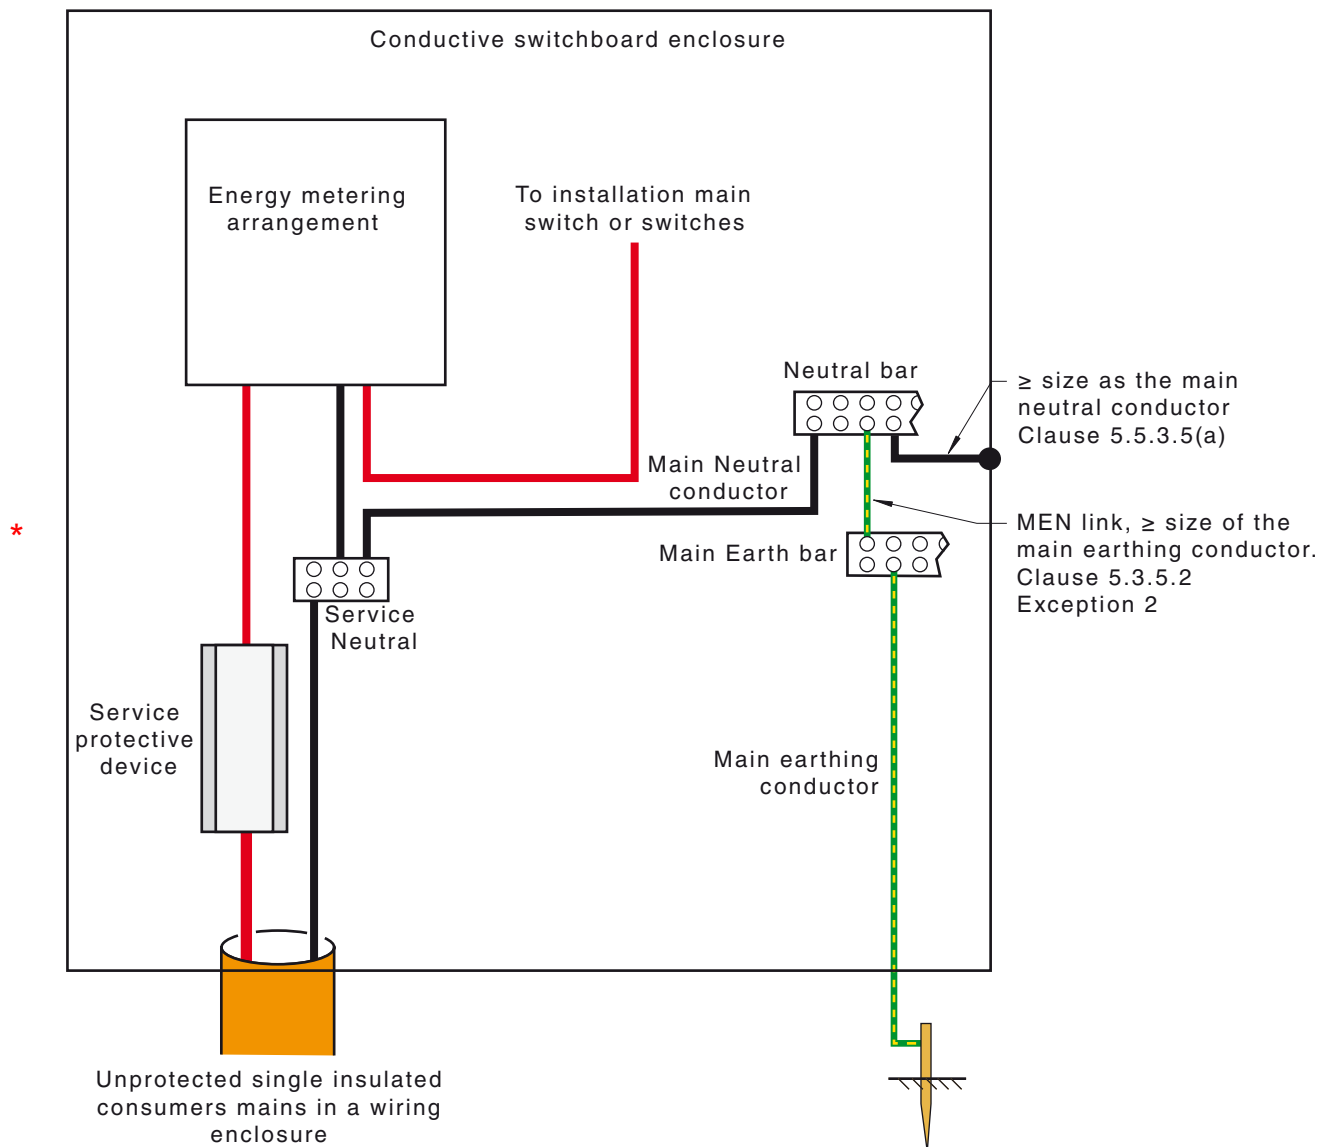 Conductive switchboard enclosure
Energy metering
arrangement
To installation main
switch or switches
Neutral bar
≥ size as the main
neutral conductor
Clause 5.5.3.5(a)
Main Neutral
conductor
*
MEN link, ≥ size of the
main earthing conductor.
Clause 5.3.5.2
Exception 2
Main Earth bar
Service
Neutral
Service
protective
device
Main earthing
conductor
Unprotected single insulated
consumers mains in a wiring
enclosure